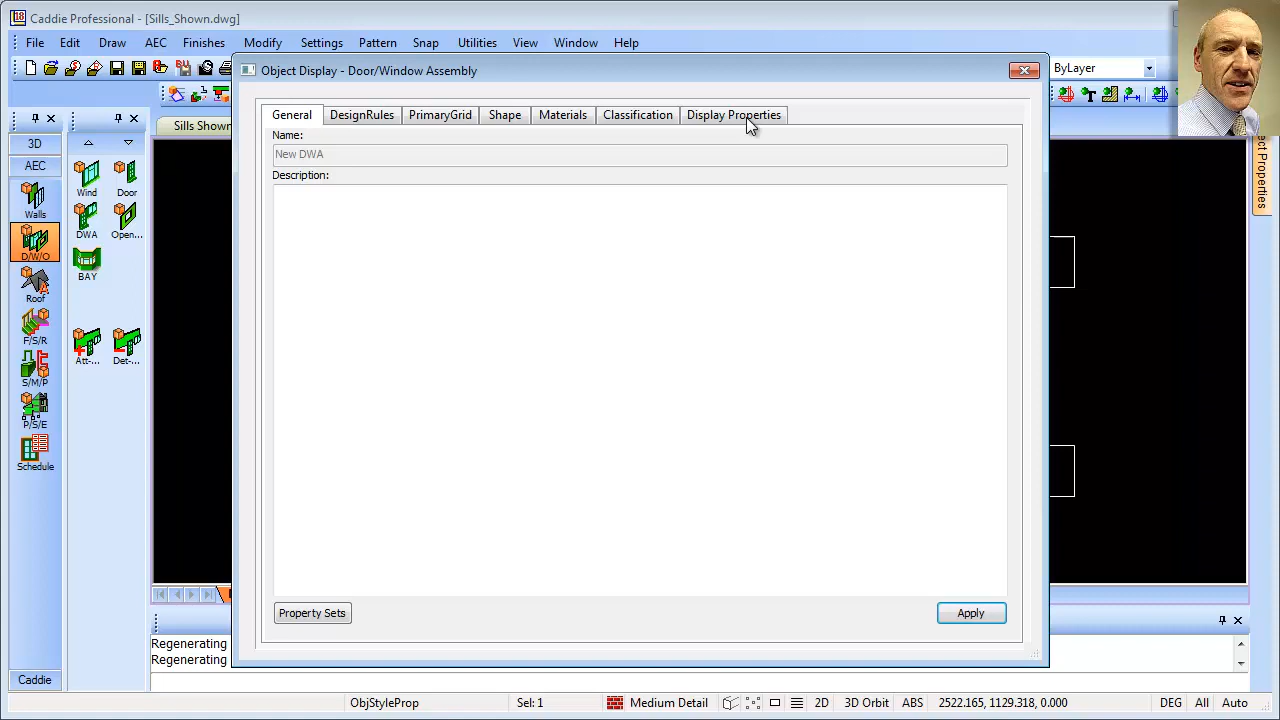 Caddie Professional - [Sills_Shown.dwg]
File Edit Draw AEC Finishes Modify Settings Pattern Snap Utilities View Window Help
Object Display - Door/Window Assembly
ByLayer
Sills Shown
General DesignRules PrimaryGrid Shape Materials Classification Display Properties
Name:
New DWA
Description:
3D
AEC
Walls
D/W/O
Roof
F/S/R
S/M/P
P/S/E
Schedule
Caddie
Wind Door
DWA Open...
BAY
Att-... Det-...
Property Sets Apply
Regenerating
Regenerating
ObjStyleProp Sel: 1 Medium Detail 2D 3D Orbit ABS 2522.165, 1129.318, 0.000 DEG All Auto